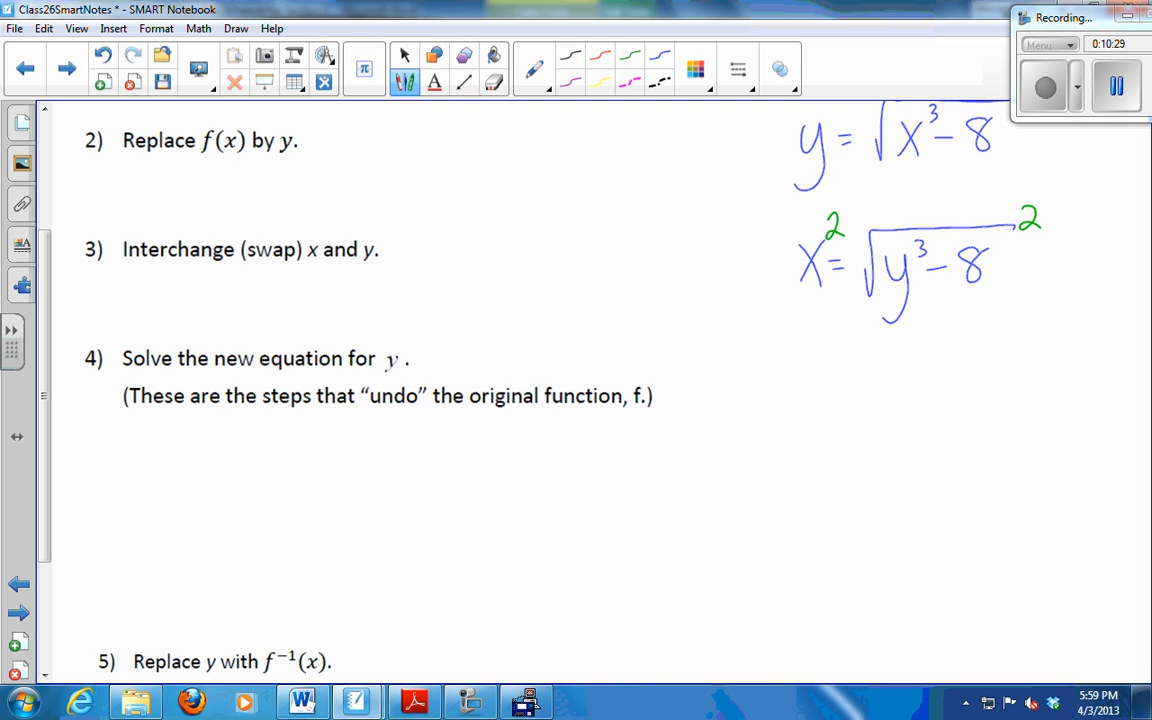 Class26SmartNotes * - SMART Notebook
Recording...
File Edit View Insert Format Math Draw Help
Menu
0:10:29
π
A
2) Replace f(x) by y.
y = √x³ - 8
3) Interchange (swap) x and y.
x² = √y³ - 8²
4) Solve the new equation for y .
(These are the steps that “undo” the original function, f.)
5) Replace y with f⁻¹(x).
5:59 PM
4/3/2013